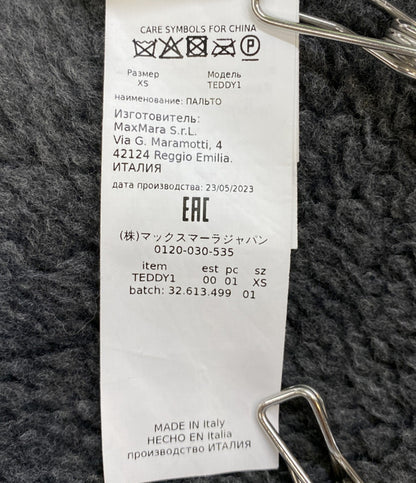 CARE SYMBOLS FOR CHINA
Размер Модель
XS TEDDY1
наименование: ПАЛЬТО
Изготовитель:
MaxMara S.r.L.
Via G. Maramotti, 4
42124 Reggio Emilia.
ИТАЛИЯ
дата производства: 23/05/2023
EAC
(株)マックスマーラジャパン
0120-030-535
item est pc sz
TEDDY1 00 01 XS
batch: 32.613.499 01
MADE IN Italy
HECHO EN Italia
производство ИТАЛИЯ